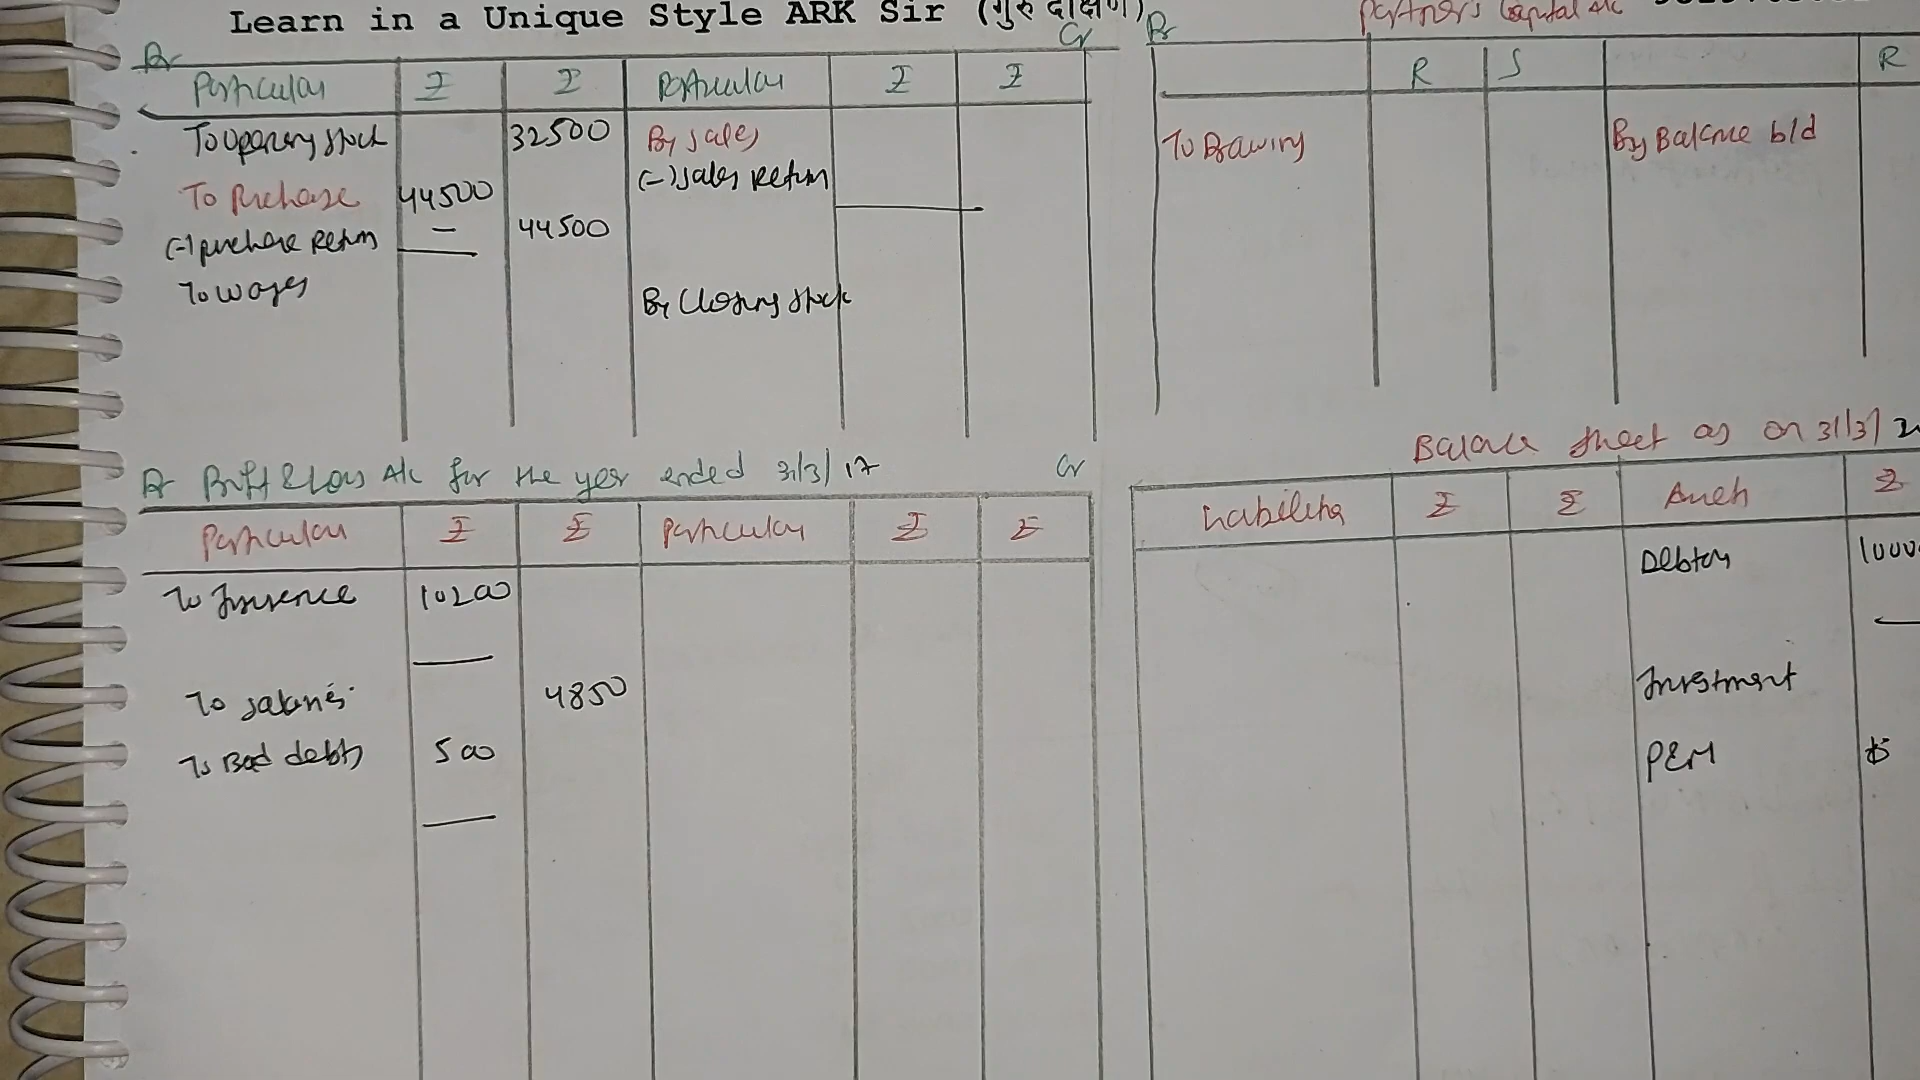 Learn in a Unique Style ARK Sir (गुरु दक्षिणा)
Dr
Cr
Particular ₹ ₹ Particular ₹ ₹
To Opening stock 32500 By Sales
(-) Sales Return
To Purchase 44500
(-) purchase Return - 44500
To wages
By Closing stock
Dr Profit & Loss A/c for the year ended 31/3/17 Cr
Particular ₹ ₹ Particular ₹ ₹
To Insurence 10200
To Salaries 4850
To Bad debts 500
Dr Partners Capital A/c
R S R
To Drawing By Balance b/d
Balance Sheet as on 31/3/
Liabilities ₹ ₹ Assets ₹
Debtors
Investment
P&M